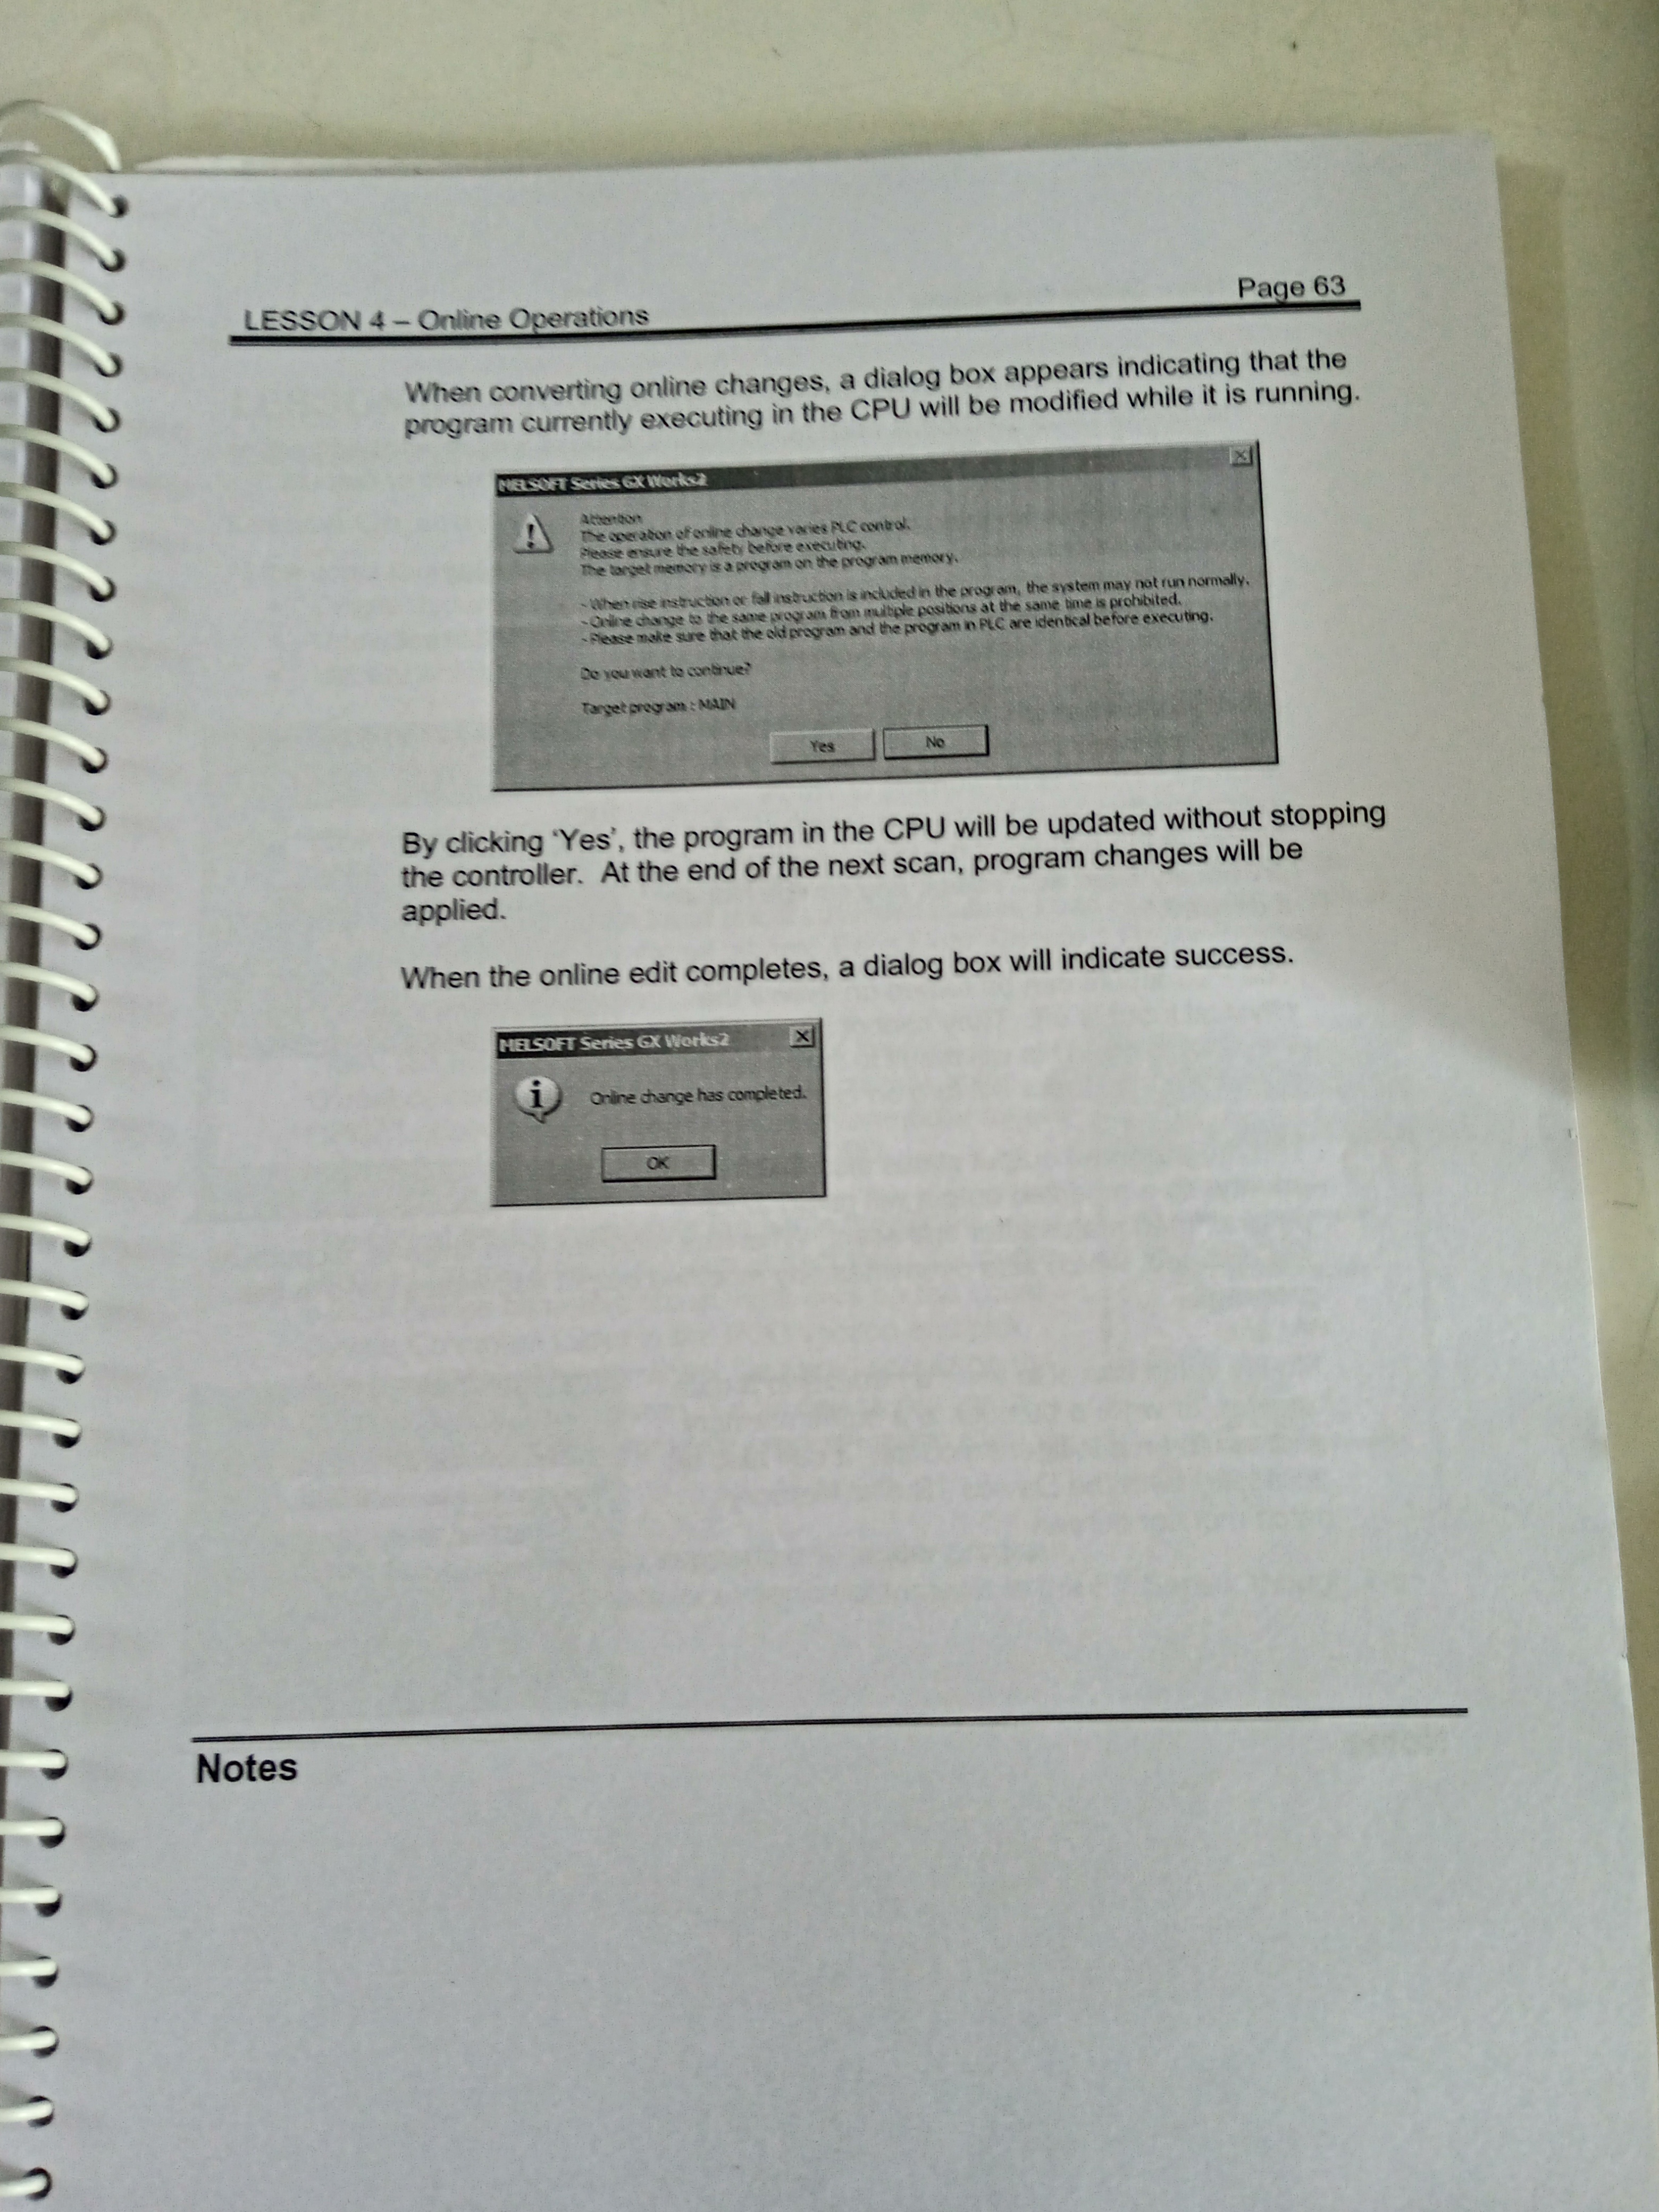 Page 63
LESSON 4 – Online Operations
When converting online changes, a dialog box appears indicating that the
program currently executing in the CPU will be modified while it is running.
MELSOFT Series GX Works2
Attention
The operation of online change varies PLC control.
Please ensure the safety before executing.
The target memory is a program on the program memory.
- When rise instruction or fall instruction is included in the program, the system may not run normally.
- Online change to the same program from multiple positions at the same time is prohibited.
- Please make sure that the old program and the program in PLC are identical before executing.
Do you want to continue?
Target program : MAIN
Yes No
By clicking ‘Yes’, the program in the CPU will be updated without stopping
the controller.  At the end of the next scan, program changes will be
applied.
When the online edit completes, a dialog box will indicate success.
MELSOFT Series GX Works2
Online change has completed.
OK
Notes